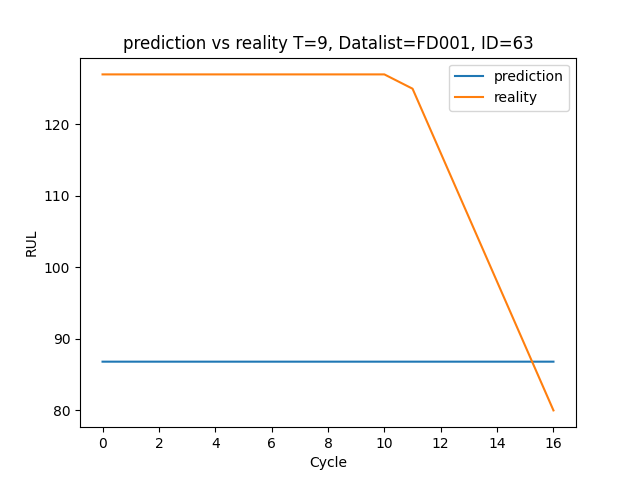 prediction vs reality T=9, Datalist=FD001, ID=63
prediction
reality
120
110
100
90
80
RUL
0 2 4 6 8 10 12 14 16
Cycle